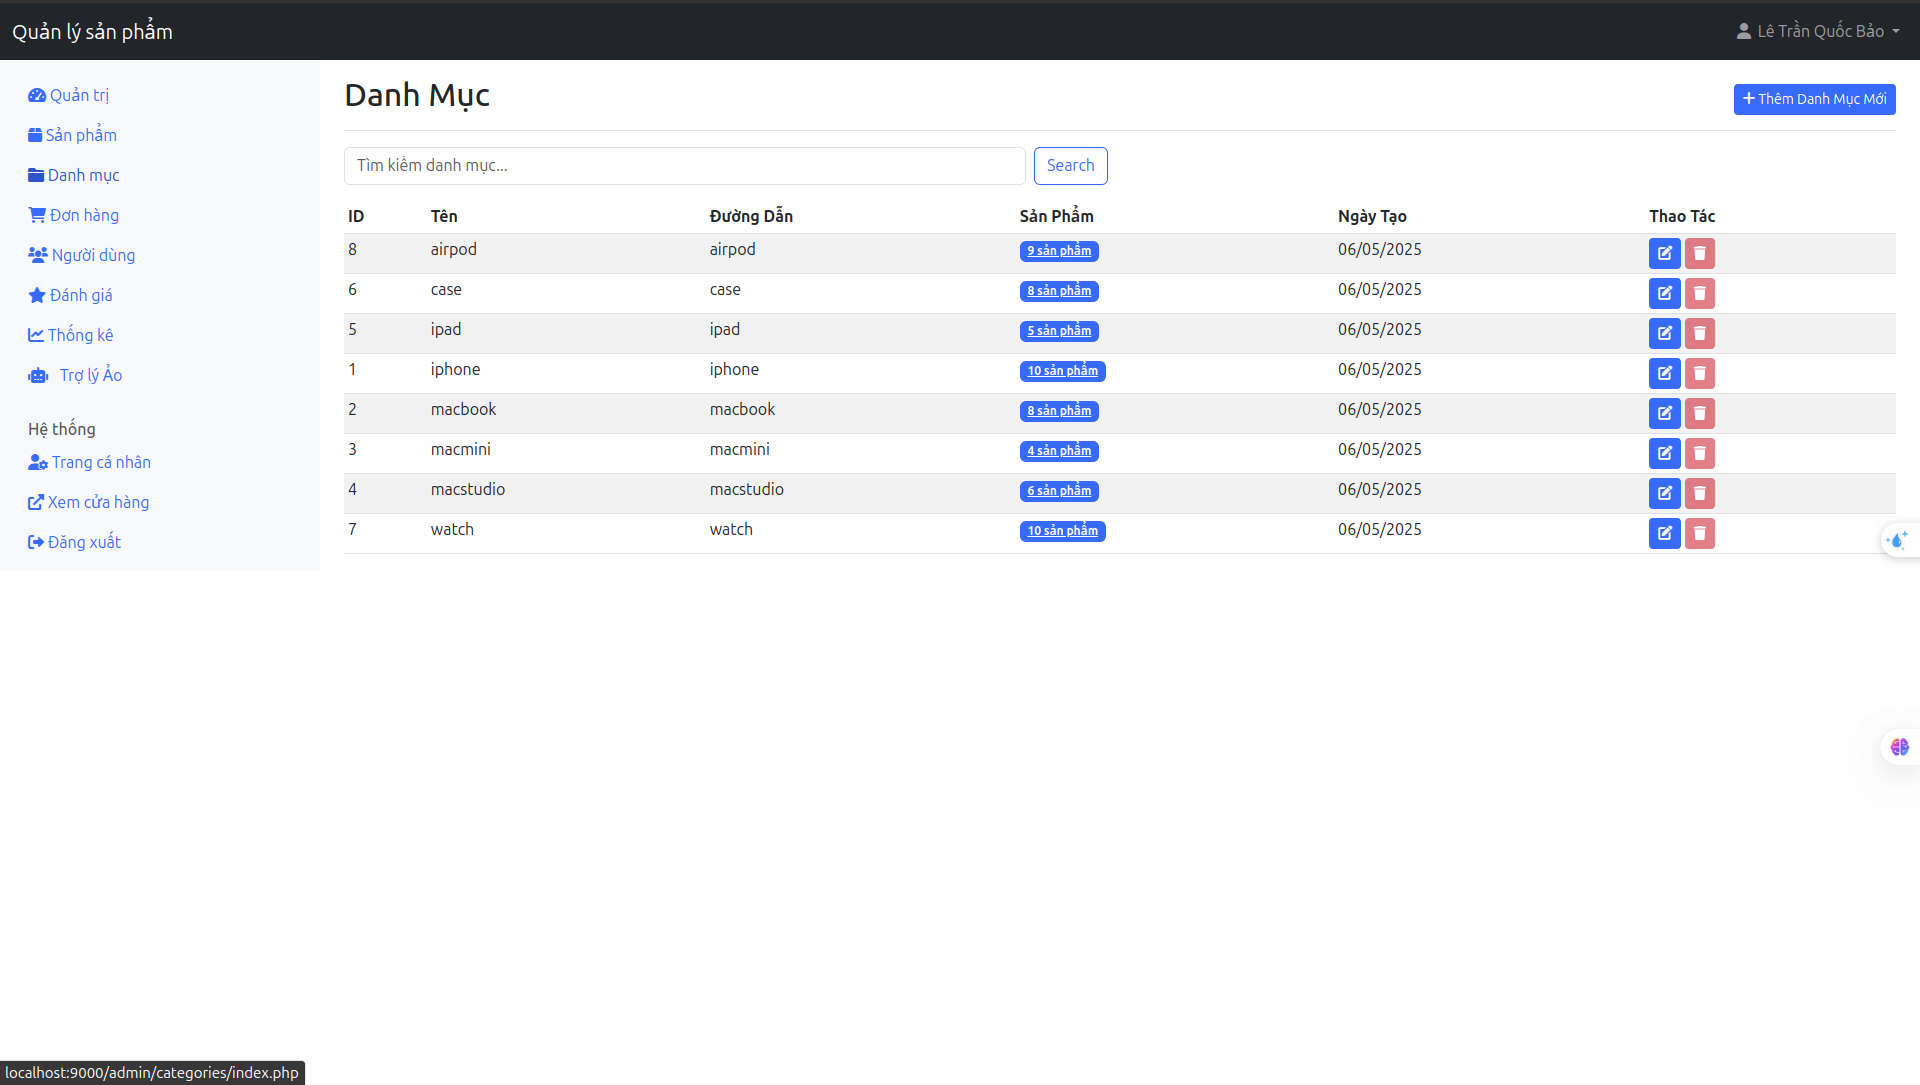 Quản lý sản phẩm
Lê Trần Quốc Bảo
Quản trị
Sản phẩm
Danh mục
Đơn hàng
Người dùng
Đánh giá
Thống kê
Trợ lý Ảo
Hệ thống
Trang cá nhân
Xem cửa hàng
Đăng xuất
Danh Mục
Thêm Danh Mục Mới
Tìm kiếm danh mục...
Search
ID Tên Đường Dẫn Sản Phẩm Ngày Tạo Thao Tác
8 airpod airpod 9 sản phẩm 06/05/2025
6 case case 8 sản phẩm 06/05/2025
5 ipad ipad 5 sản phẩm 06/05/2025
1 iphone iphone 10 sản phẩm 06/05/2025
2 macbook macbook 8 sản phẩm 06/05/2025
3 macmini macmini 4 sản phẩm 06/05/2025
4 macstudio macstudio 6 sản phẩm 06/05/2025
7 watch watch 10 sản phẩm 06/05/2025
localhost:9000/admin/categories/index.php